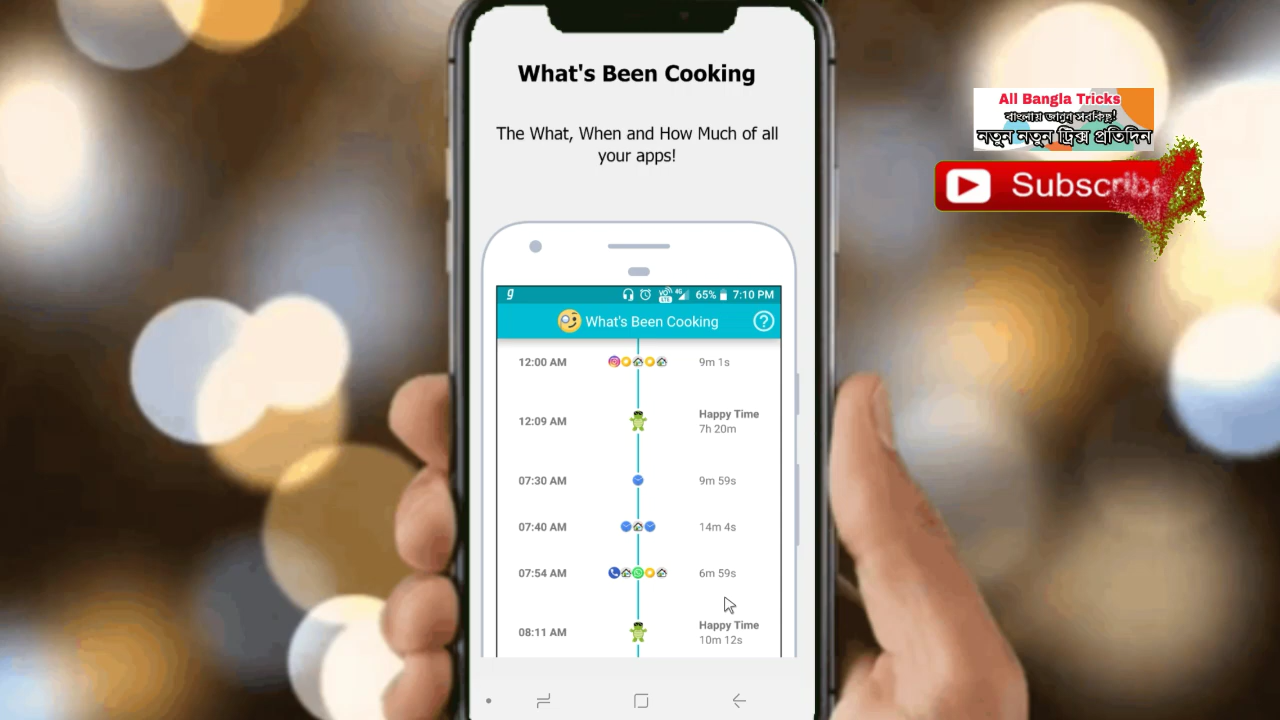 What's Been Cooking
The What, When and How Much of all
your apps!
All Bangla Tricks
বাংলায় জানুন সবকিছু!
নতুন নতুন ট্রিক্স প্রতিদিন
Subscribe
g
VO)) LTE 4G 65% 7:10 PM
What's Been Cooking ?
12:00 AM 9m 1s
12:09 AM Happy Time
7h 20m
07:30 AM 9m 59s
07:40 AM 14m 4s
07:54 AM 6m 59s
08:11 AM Happy Time
10m 12s